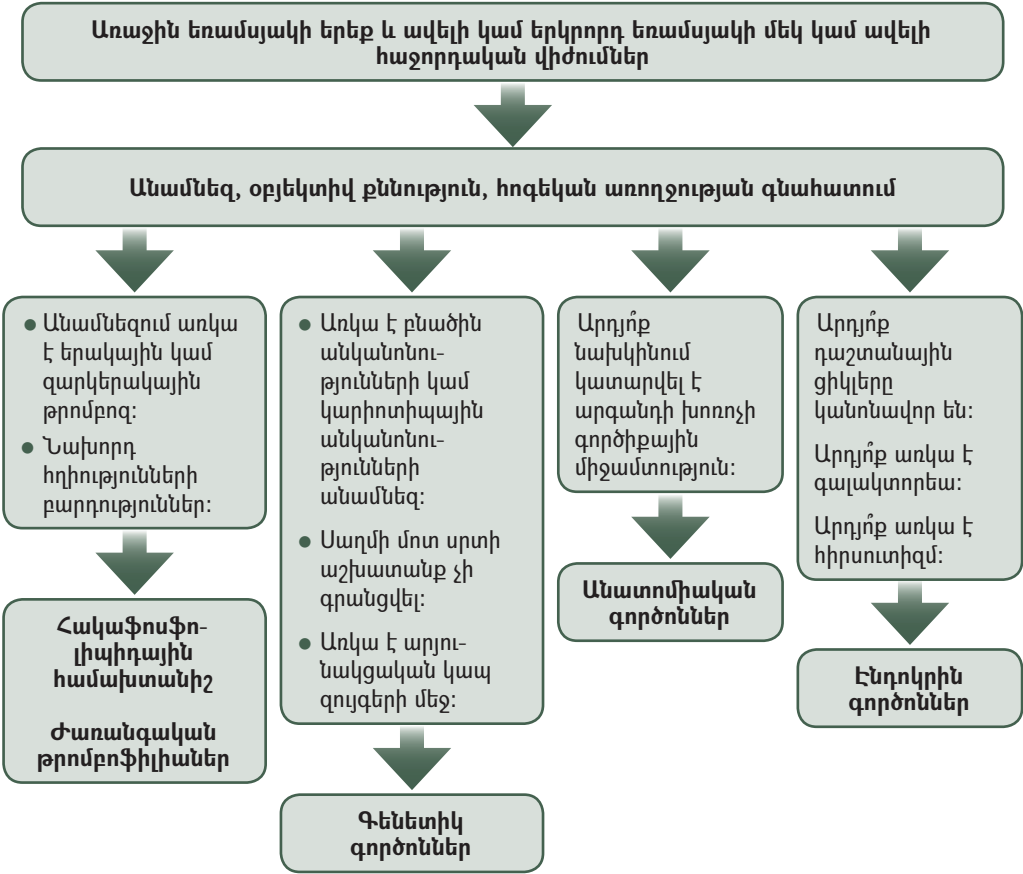 Առաջին եռամսյակի երեք և ավելի կամ երկրորդ եռամսյակի մեկ կամ ավելի
հաջորդական վիժումներ
Անամնեզ, օբյեկտիվ քննություն, հոգեկան առողջության գնահատում
● Անամնեզում առկա
է երակային կամ
զարկերակային
թրոմբոզ։
● Նախորդ
հղիությունների
բարդություններ։
Հակաֆոսֆո-
լիպիդային
համախտանիշ
Ժառանգական
թրոմբոֆիլիաներ
● Առկա է բնածին
անկանոնու-
թյունների կամ
կարիոտիպային
անկանոնու-
թյունների
անամնեզ։
● Սաղմի մոտ սրտի
աշխատանք չի
գրանցվել։
● Առկա է արյու-
նակցական կապ
զույգերի մեջ։
Գենետիկ
գործոններ
Արդյո՞ք
նախկինում
կատարվել է
արգանդի խոռոչի
գործիքային
միջամտություն։
Անատոմիական
գործոններ
Արդյո՞ք
դաշտանային
ցիկլերը
կանոնավոր են։
Արդյո՞ք առկա է
գալակտորեա։
Արդյո՞ք առկա է
հիրսուտիզմ։
Էնդոկրին
գործոններ